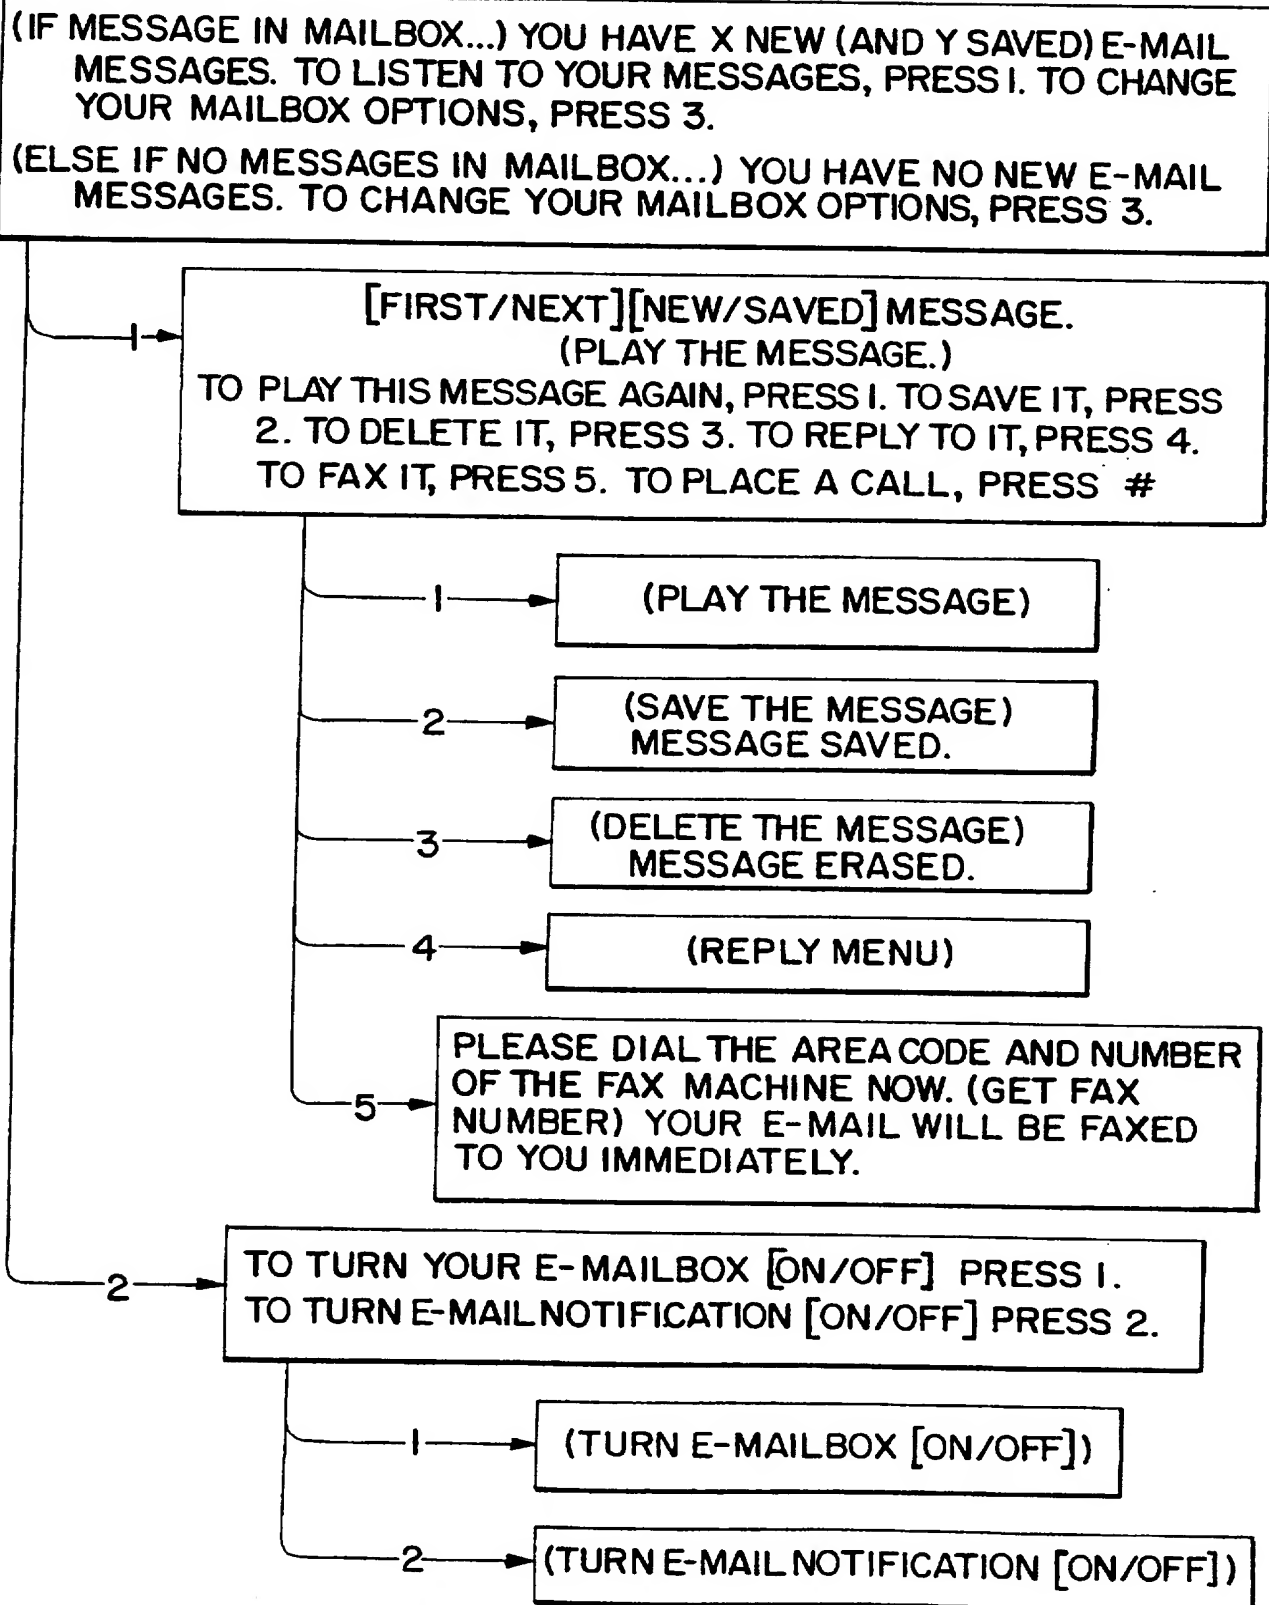 (IF MESSAGE IN MAILBOX...) YOU HAVE X NEW (AND Y SAVED) E-MAIL
MESSAGES. TO LISTEN TO YOUR MESSAGES, PRESS 1. TO CHANGE
YOUR MAILBOX OPTIONS, PRESS 3.
(ELSE IF NO MESSAGES IN MAILBOX...) YOU HAVE NO NEW E-MAIL
MESSAGES. TO CHANGE YOUR MAILBOX OPTIONS, PRESS 3.
1
[FIRST/NEXT][NEW/SAVED] MESSAGE.
(PLAY THE MESSAGE.)
TO PLAY THIS MESSAGE AGAIN, PRESS 1. TO SAVE IT, PRESS
2. TO DELETE IT, PRESS 3. TO REPLY TO IT, PRESS 4.
TO FAX IT, PRESS 5. TO PLACE A CALL, PRESS #
1
(PLAY THE MESSAGE)
2
(SAVE THE MESSAGE)
MESSAGE SAVED.
3
(DELETE THE MESSAGE)
MESSAGE ERASED.
4
(REPLY MENU)
5
PLEASE DIAL THE AREA CODE AND NUMBER
OF THE FAX MACHINE NOW. (GET FAX
NUMBER) YOUR E-MAIL WILL BE FAXED
TO YOU IMMEDIATELY.
2
TO TURN YOUR E-MAILBOX [ON/OFF] PRESS 1.
TO TURN E-MAIL NOTIFICATION [ON/OFF] PRESS 2.
1
(TURN E-MAILBOX [ON/OFF])
2
(TURN E-MAIL NOTIFICATION [ON/OFF])